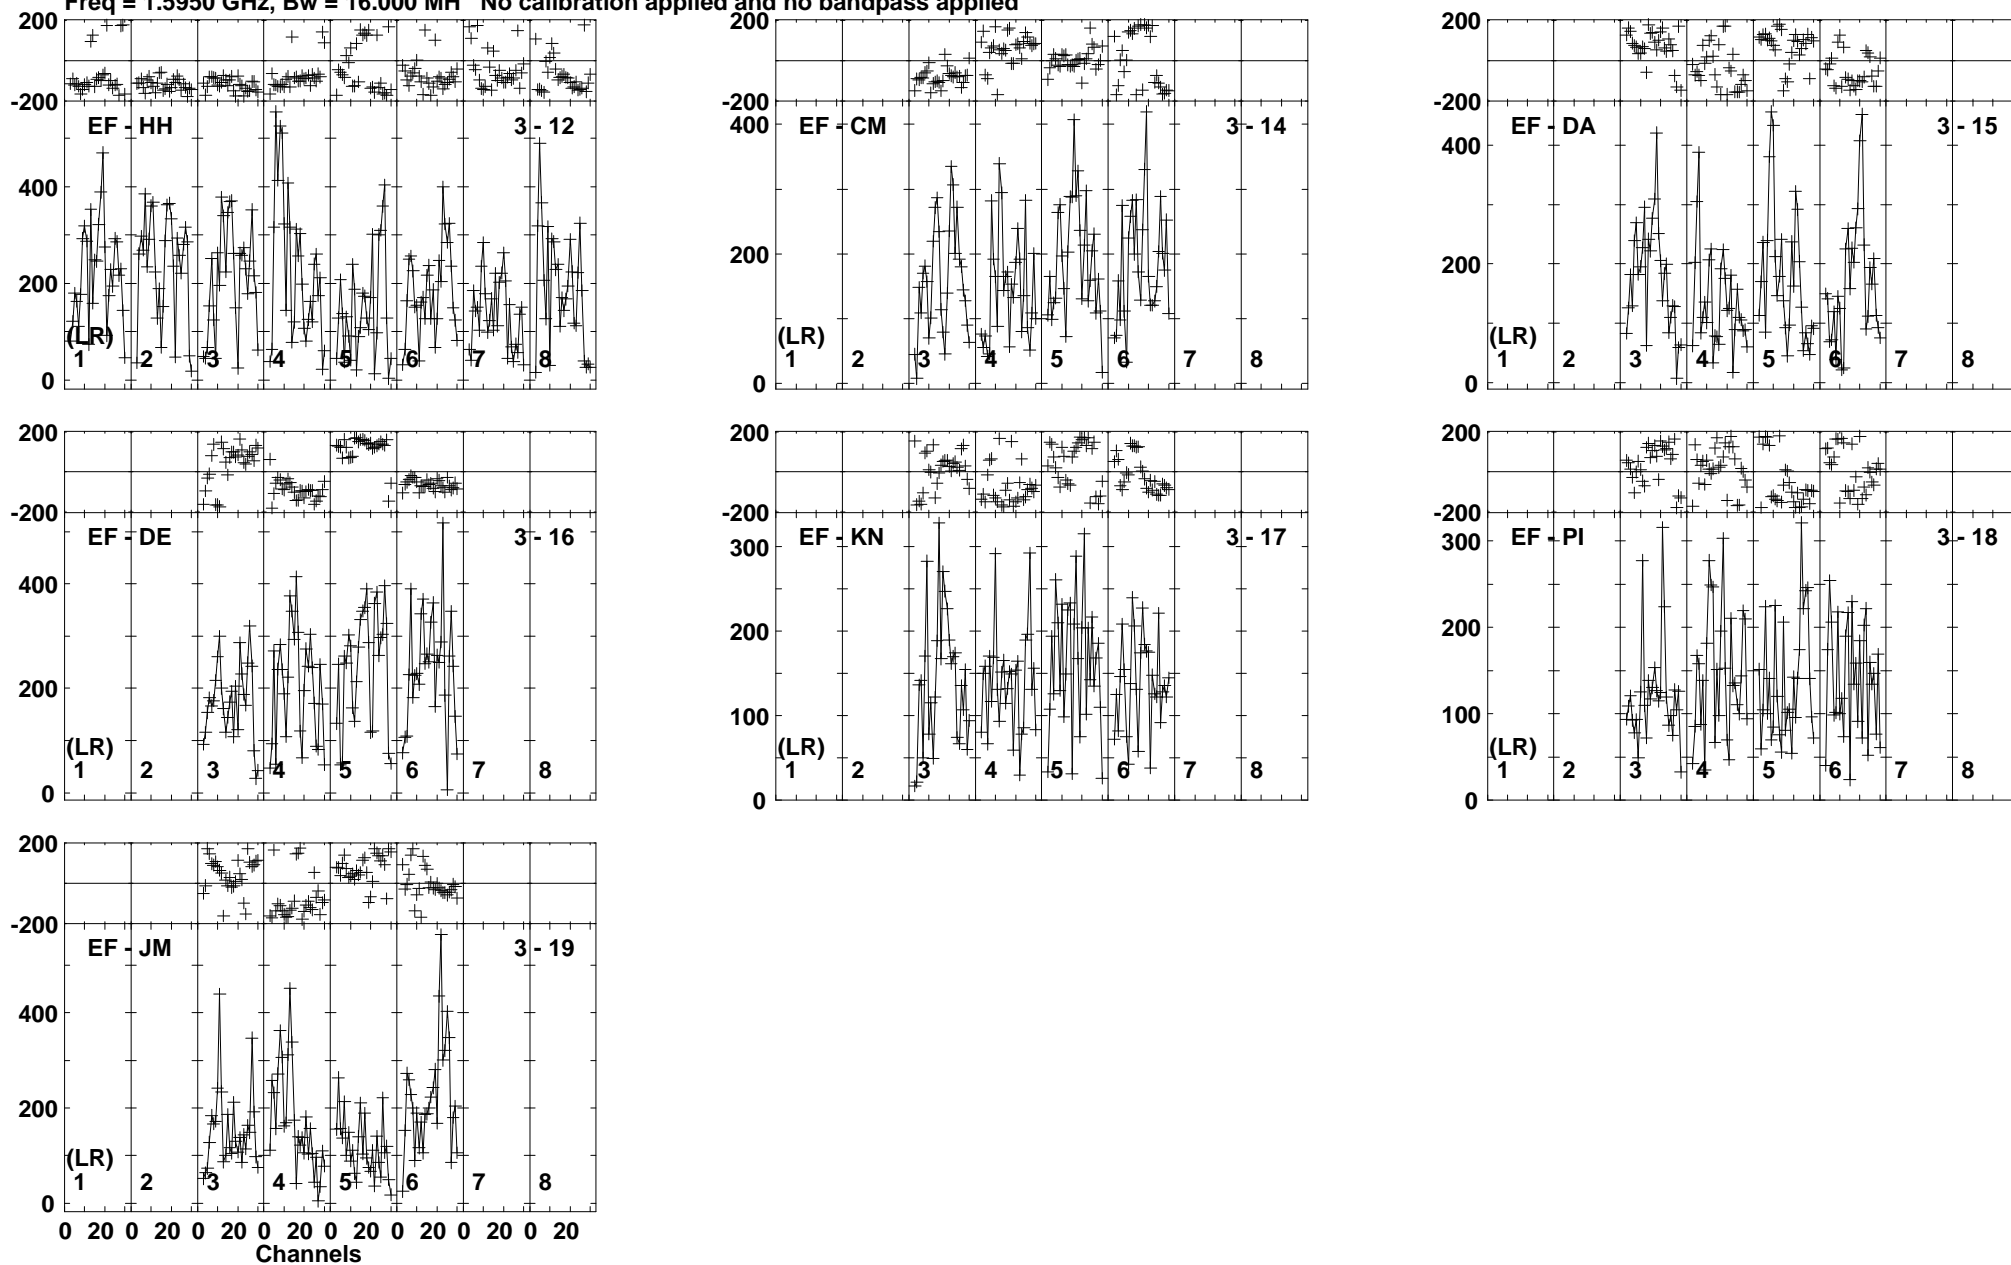 Freq = 1.5950 GHz, Bw = 16.000 MH No calibration applied and no bandpass applied
200 200 200
-200 -200 -200
EF - HH 3 - 12 EF - CM 3 - 14 EF - DA 3 - 15
400 400 400
200 200 200
(LR) (LR) (LR)
1 2 3 4 5 6 7 8 1 2 3 4 5 6 7 8 1 2 3 4 5 6 7 8
0 0 0
200 200 200
-200 -200 -200
EF - DE 3 - 16 EF - KN 3 - 17 EF - PI 3 - 18
400 300 300
200 200 200
100 100
(LR) (LR) (LR)
1 2 3 4 5 6 7 8 1 2 3 4 5 6 7 8 1 2 3 4 5 6 7 8
0 0 0
200
-200
EF - JM 3 - 19
400
200
(LR)
1 2 3 4 5 6 7 8
0
0 20 0 20 0 20 0 20 0 20 0 20 0 20 0 20
Channels